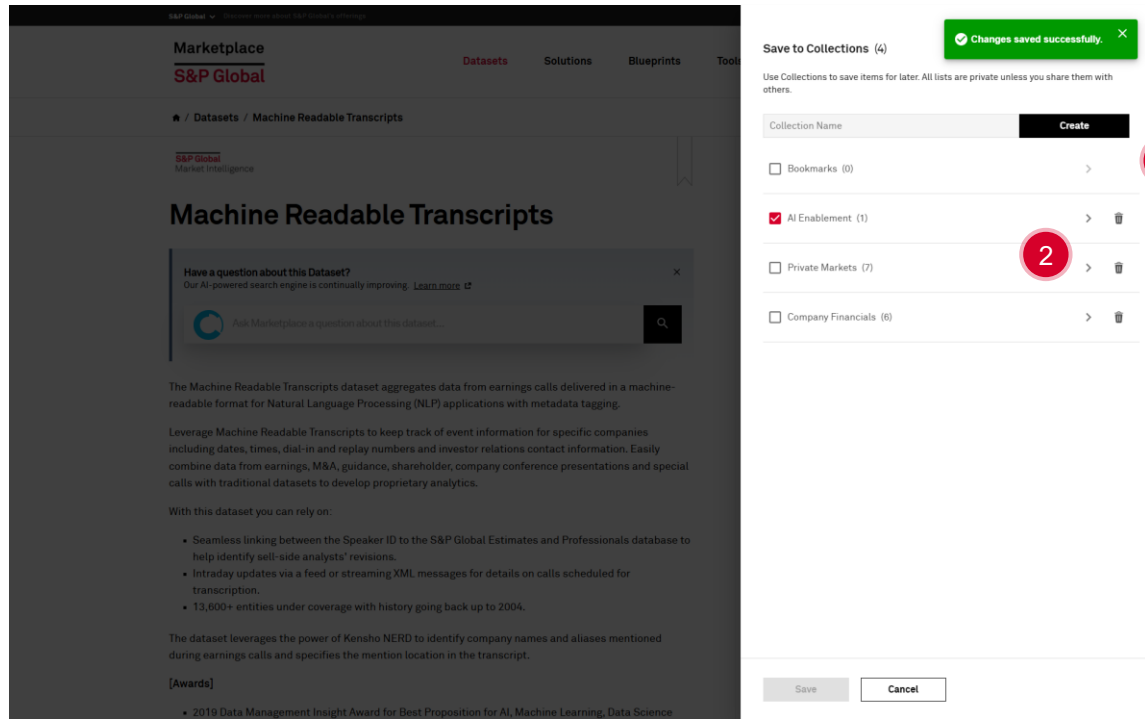 S&P Global Discover more about S&P Global's offerings
Marketplace
S&P Global
Datasets Solutions Blueprints Tools
/ Datasets / Machine Readable Transcripts
S&P Global
Market Intelligence
Machine Readable Transcripts
Have a question about this Dataset?
Our AI-powered search engine is continually improving. Learn more
Ask Marketplace a question about this dataset...
The Machine Readable Transcripts dataset aggregates data from earnings calls delivered in a machine-
readable format for Natural Language Processing (NLP) applications with metadata tagging.
Leverage Machine Readable Transcripts to keep track of event information for specific companies
including dates, times, dial-in and replay numbers and investor relations contact information. Easily
combine data from earnings, M&A, guidance, shareholder, company conference presentations and special
calls with traditional datasets to develop proprietary analytics.
With this dataset you can rely on:
• Seamless linking between the Speaker ID to the S&P Global Estimates and Professionals database to
help identify sell-side analysts' revisions.
• Intraday updates via a feed or streaming XML messages for details on calls scheduled for
transcription.
• 13,600+ entities under coverage with history going back up to 2004.
The dataset leverages the power of Kensho NERD to identify company names and aliases mentioned
during earnings calls and specifies the mention location in the transcript.
[Awards]
• 2019 Data Management Insight Award for Best Proposition for AI, Machine Learning, Data Science
Changes saved successfully.
Save to Collections (4)
Use Collections to save items for later. All lists are private unless you share them with
others.
Collection Name Create
Bookmarks (0)
AI Enablement (1)
2
Private Markets (7)
Company Financials (6)
Save Cancel